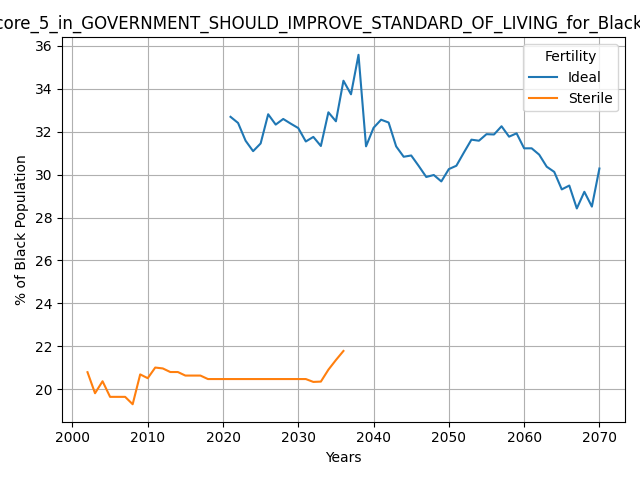 core_5_in_GOVERNMENT_SHOULD_IMPROVE_STANDARD_OF_LIVING_for_Black
Fertility
Ideal
Sterile
36
34
32
30
28
26
24
22
20
% of Black Population
2000
2010
2020
2030
2040
2050
2060
2070
Years